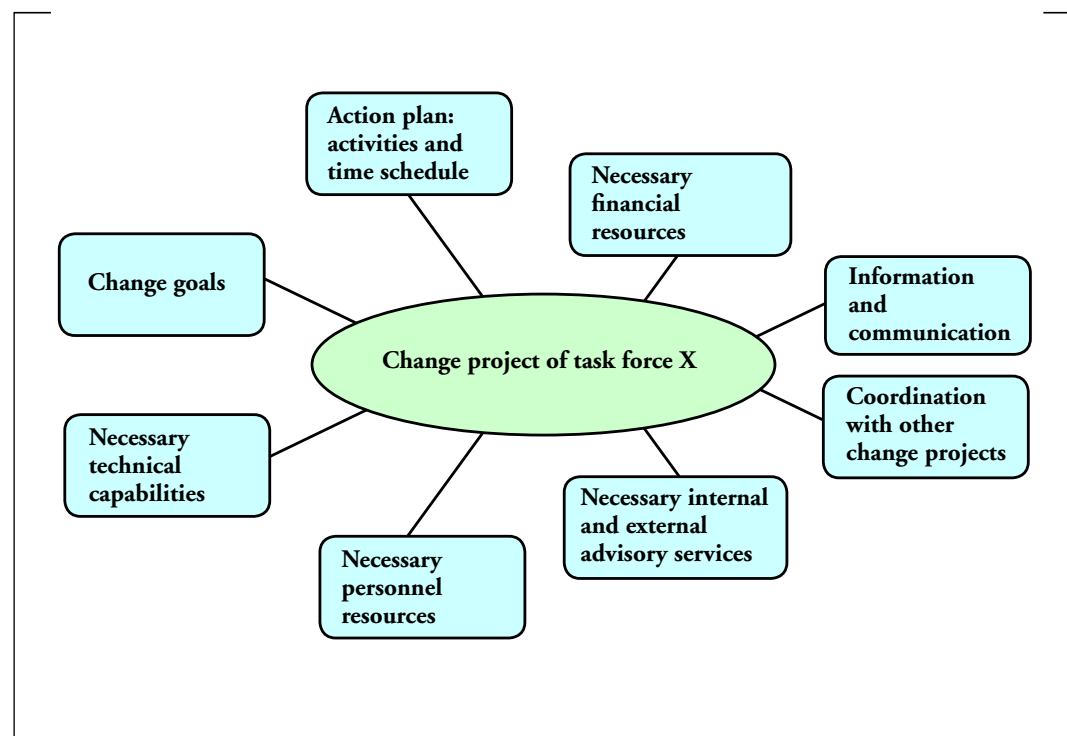 Action plan:
activities and
time schedule
Necessary
financial
resources
Change goals
Information
and
communication
Change project of task force X
Coordination
with other
change projects
Necessary
technical
capabilities
Necessary internal
and external
advisory services
Necessary
personnel
resources